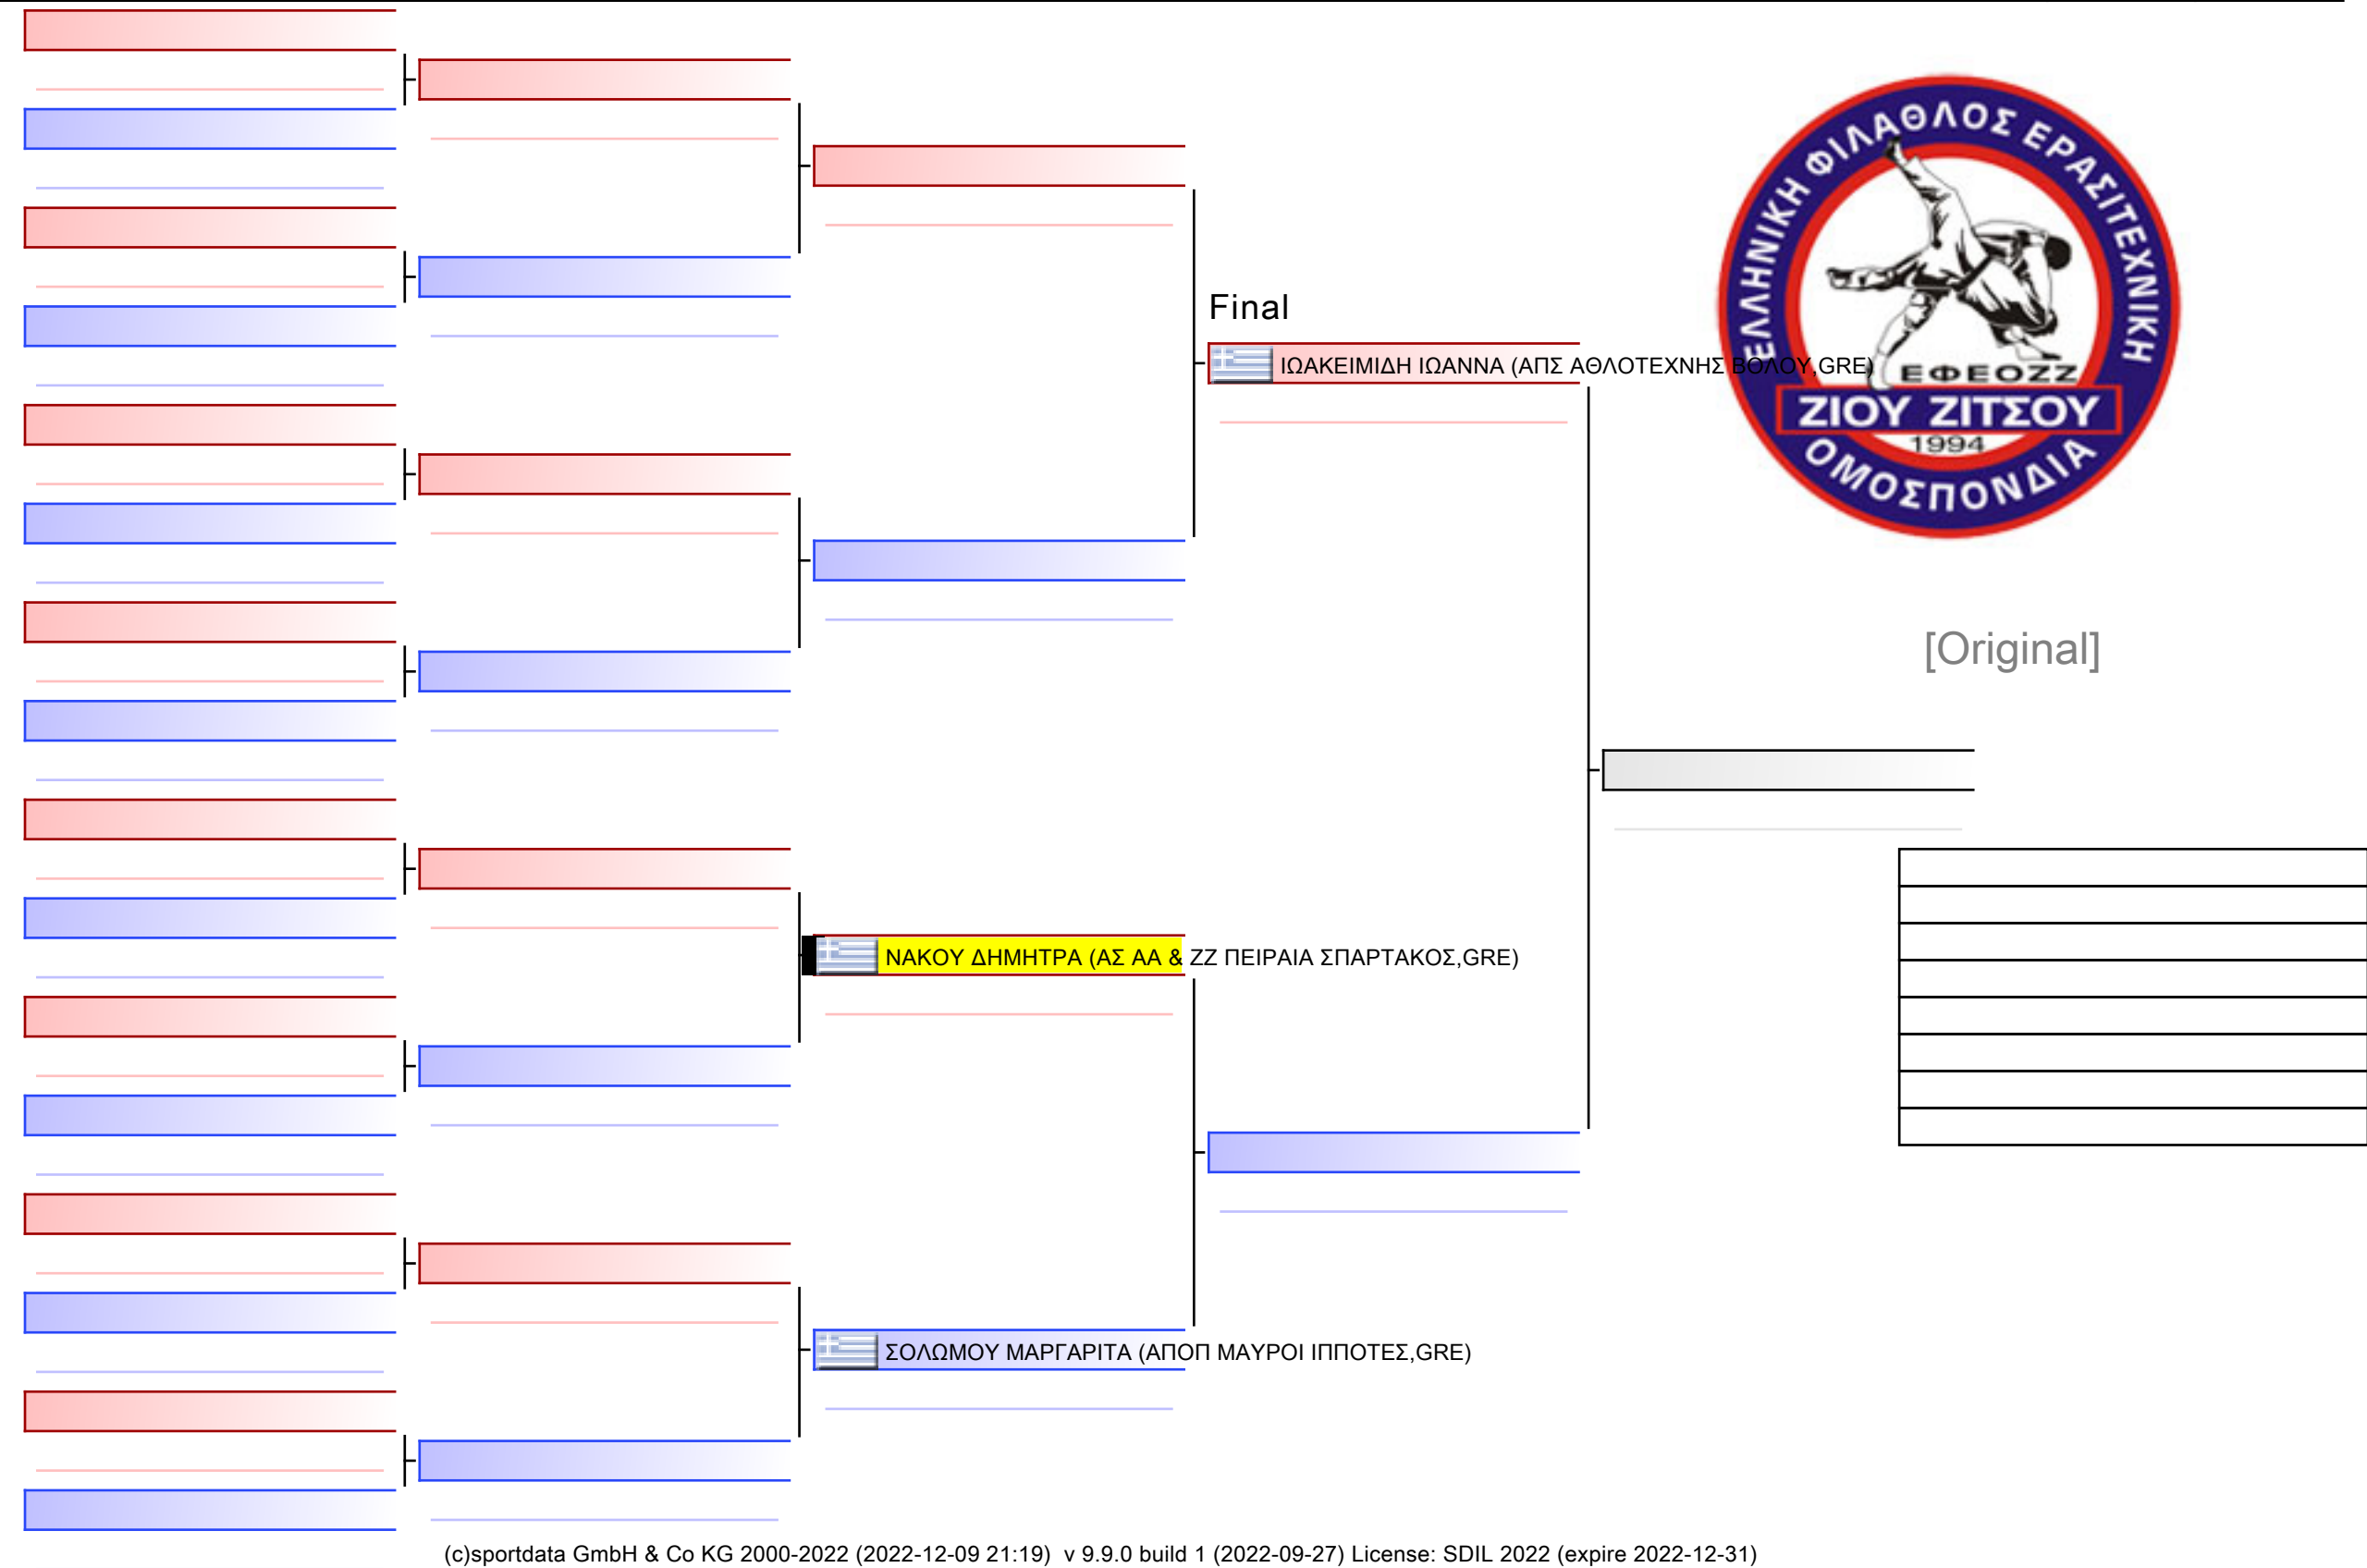 ΕΛΛΗΝΙΚΗ ΦΙΛΑΘΛΟΣ ΕΡΑΣΙΤΕΧΝΙΚΗ
Final
ΙΩΑΚΕΙΜΙΔΗ ΙΩΑΝΝΑ (ΑΠΣ ΑΘΛΟΤΕΧΝΗΣ ΒΟΛΟΥ,GRE)
ΕΦΕΟΖΖ
ΖΙΟΥ ΖΙΤΣΟΥ
1994
ΟΜΟΣΠΟΝΔΙΑ
[Original]
ΝΑΚΟΥ ΔΗΜΗΤΡΑ (ΑΣ ΑΑ & ΖΖ ΠΕΙΡΑΙΑ ΣΠΑΡΤΑΚΟΣ,GRE)
ΣΟΛΩΜΟΥ ΜΑΡΓΑΡΙΤΑ (ΑΠΟΠ ΜΑΥΡΟΙ ΙΠΠΟΤΕΣ,GRE)
(c)sportdata GmbH & Co KG 2000-2022 (2022-12-09 21:19) v 9.9.0 build 1 (2022-09-27) License: SDIL 2022 (expire 2022-12-31)